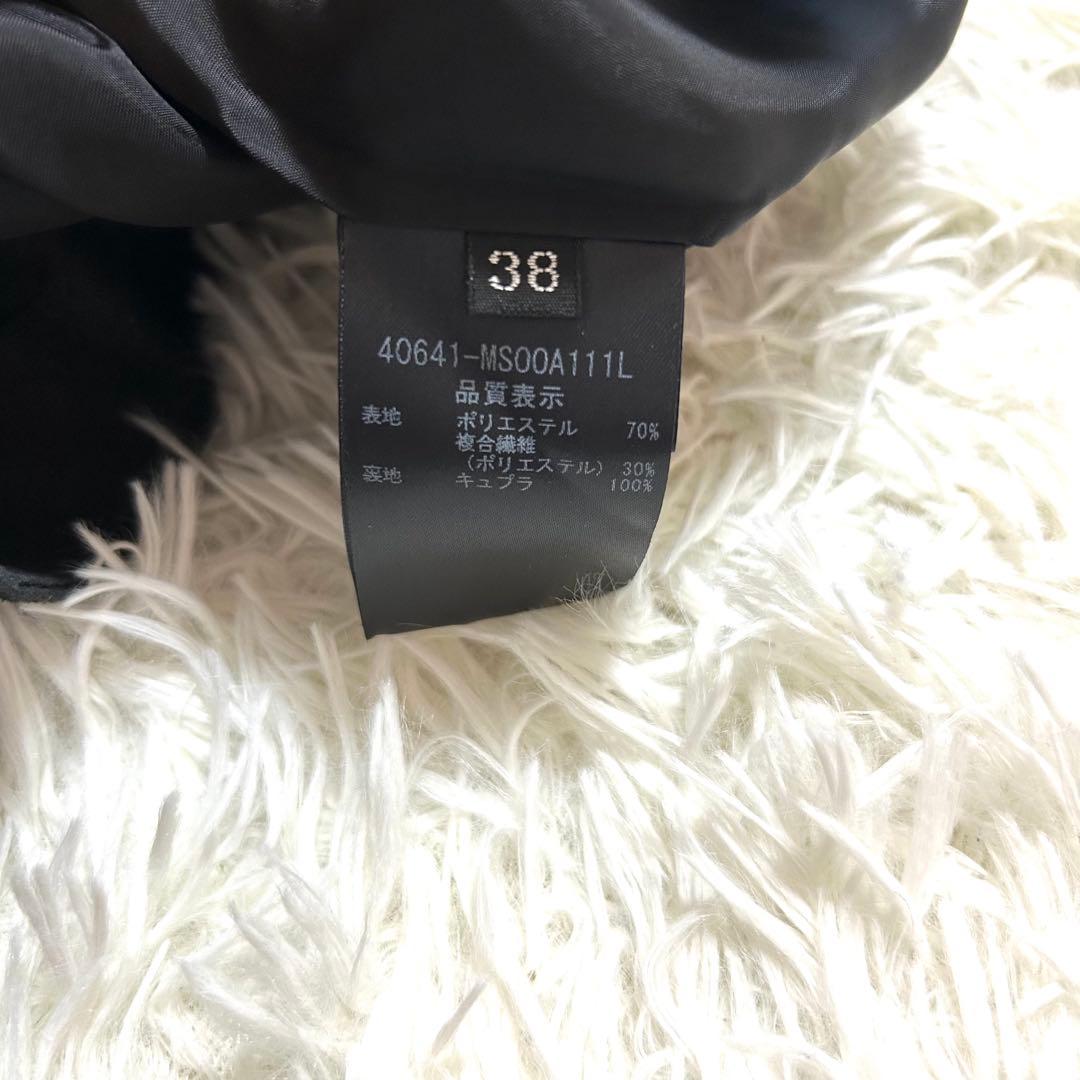 38
40641-MS00A111L
品質表示
表地 ポリエステル 70%
複合繊維
(ポリエステル) 30%
裏地 キュプラ 100%